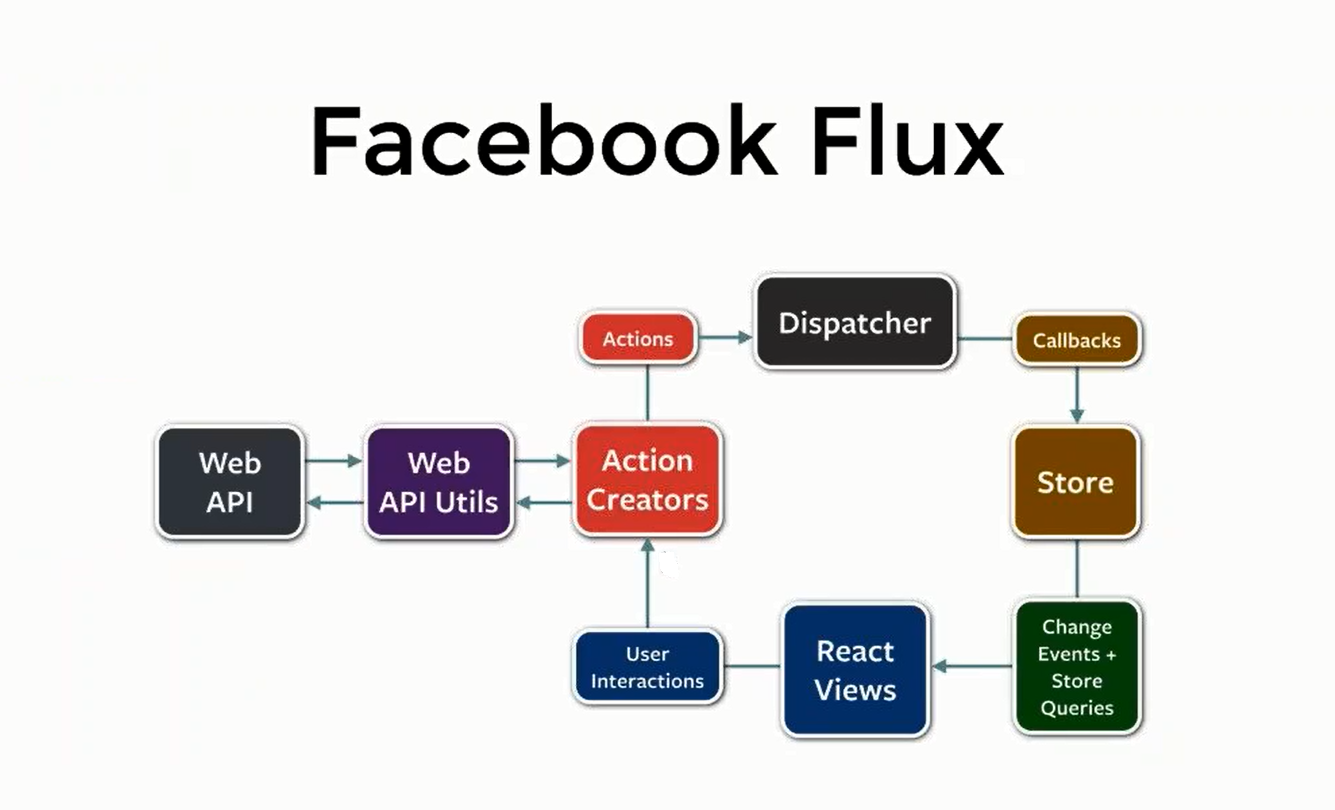 Facebook Flux
Dispatcher
Actions
Callbacks
Web
API
Web
API Utils
Action
Creators
Store
User
Interactions
React
Views
Change
Events +
Store
Queries